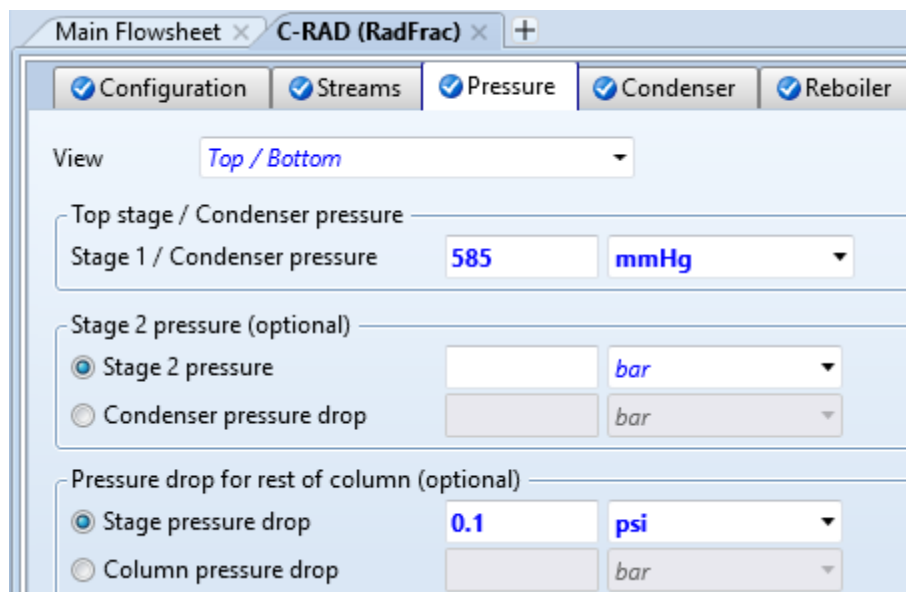 Main Flowsheet × C-RAD (RadFrac) × +
Configuration Streams Pressure Condenser Reboiler
View Top / Bottom
Top stage / Condenser pressure
Stage 1 / Condenser pressure 585 mmHg
Stage 2 pressure (optional)
Stage 2 pressure bar
Condenser pressure drop bar
Pressure drop for rest of column (optional)
Stage pressure drop 0.1 psi
Column pressure drop bar